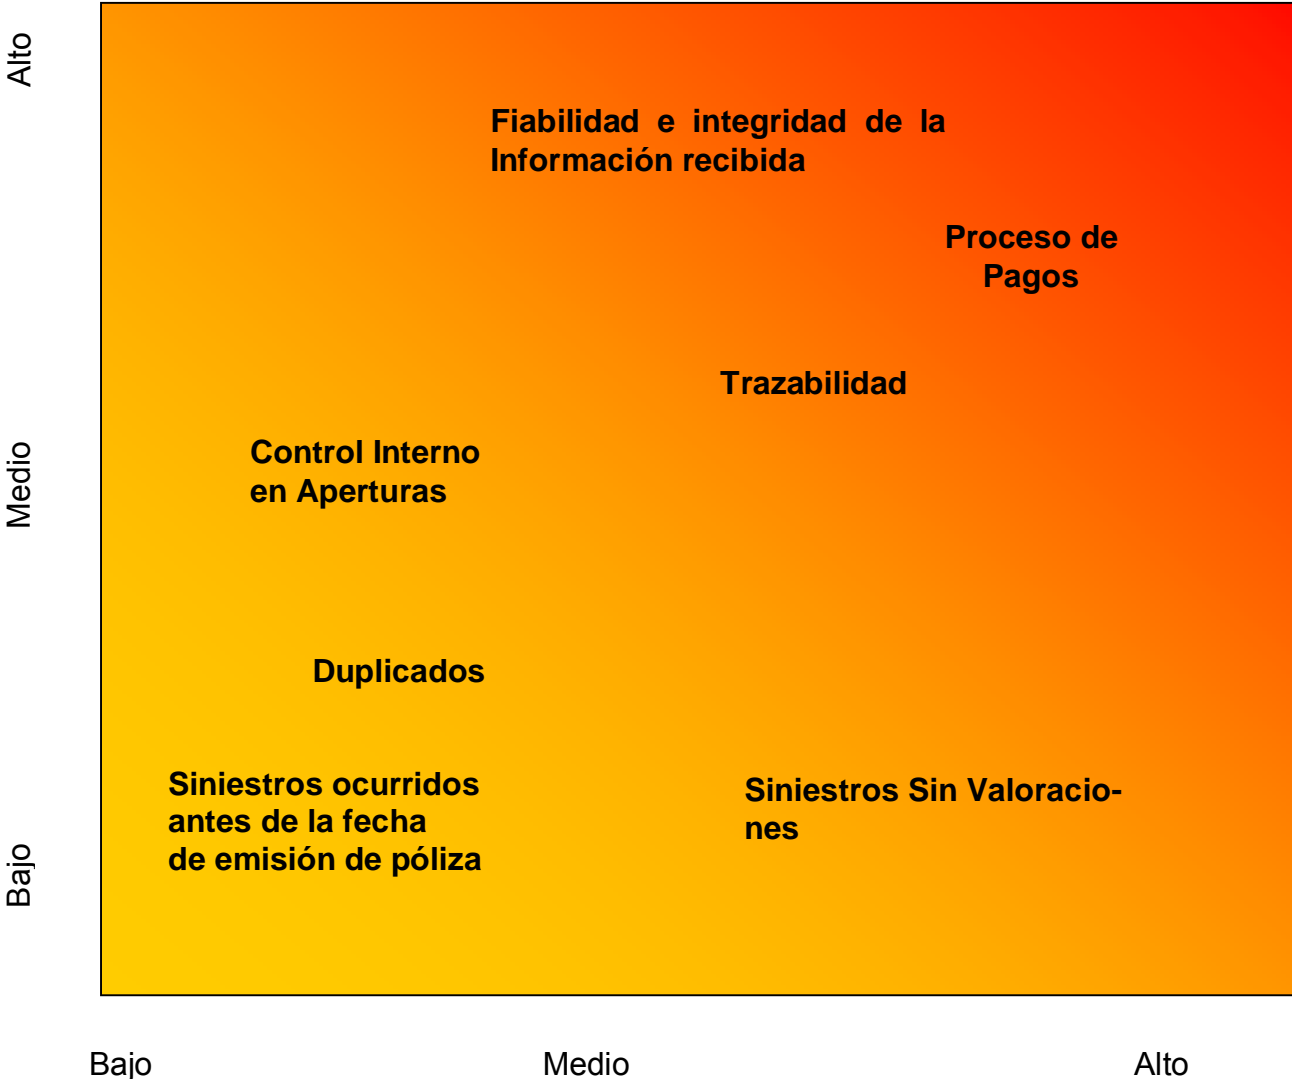 Alto
Fiabilidad e integridad de la
Información recibida
Proceso de
Pagos
Trazabilidad
Medio
Control Interno
en Aperturas
Duplicados
Siniestros ocurridos
antes de la fecha
de emisión de póliza
Siniestros Sin Valoracio-
nes
Bajo
Bajo
Medio
Alto